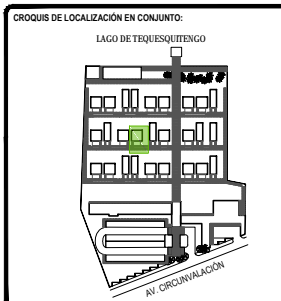 CROQUIS DE LOCALIZACIÓN EN CONJUNTO:
LAGO DE TEQUESQUITENGO
AV. CIRCUNVALACIÓN